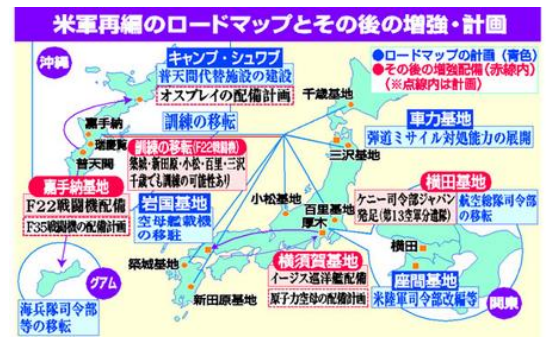 米軍再編のロードマップとその後の増強・計画
沖縄
キャンプ・シュワブ
普天間代替施設の建設
オスプレイの配備計画
●ロードマップの計画(青色)
●その後の増強配備(赤線内)
(※点線内は計画)
千歳基地
訓練の移転
車力基地
弾道ミサイル対処能力の展開
三沢基地
嘉手納
瑞慶覧
普天間
訓練の移転(F22戦闘機)
築城・新田原・小松・百里・三沢
千歳でも訓練の可能性あり
嘉手納基地
F22戦闘機配備
F35戦闘機の配備計画
岩国基地
空母艦載機
の移駐
小松基地
百里基地
厚木
横田基地
ケニー司令部ジャパン
発足(第13空軍分遣隊)
航空総隊司令部
の移転
横田
築城基地
新田原基地
横須賀基地
イージス巡洋艦配備
原子力空母の配備計画
座間基地
米陸軍司令部改編等
関東
グアム
海兵隊司令部
等の移転